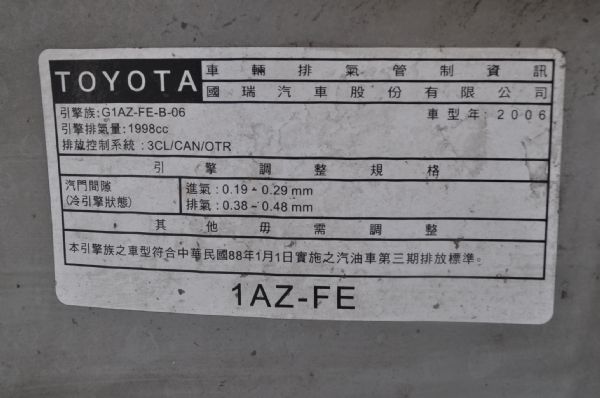 TOYOTA 車輛排氣管制資訊
國瑞汽車股份有限公司
引擎族:G1AZ-FE-B-06 車型年:2006
引擎排氣量:1998cc
排放控制系統:3CL/CAN/OTR
引擎調整規格
汽門間隙 進氣:0.19~0.29mm
(冷引擎狀態) 排氣:0.38~0.48mm
其他毋需調整
本引擎族之車型符合中華民國88年1月1日實施之汽油車第三期排放標準。
1AZ-FE